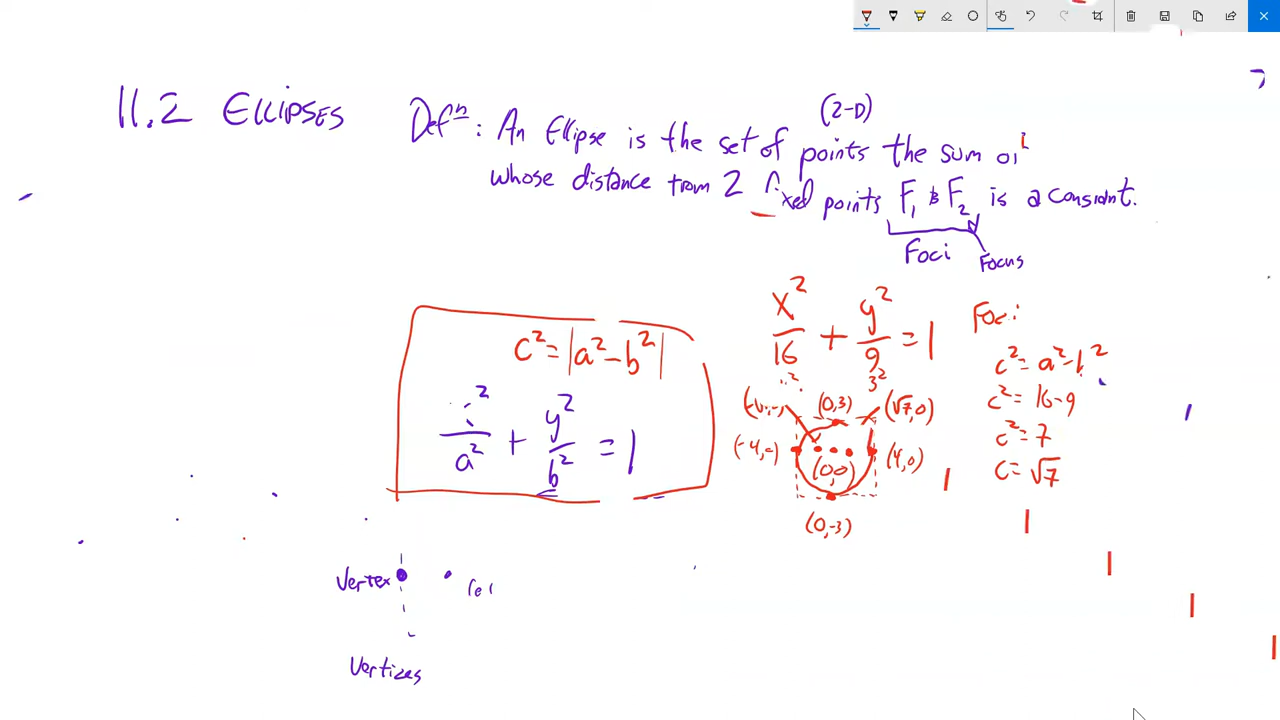 11.2 Ellipses
Defⁿ: An Ellipse is the set of points the sum of
(2-D)
whose distance from 2 fixed points F₁ & F₂ is a constant.
Foci
Focus
c² = |a² - b²|
a² + y²/b² = 1
x²/16 + y²/9 = 1
3²
Foci
c² = a² - b²
c² = 16 - 9
c² = 7
c = √7
(0,3)
(√7,0)
(4,0)
(0,0)
(0,-3)
Vertex
Vertices